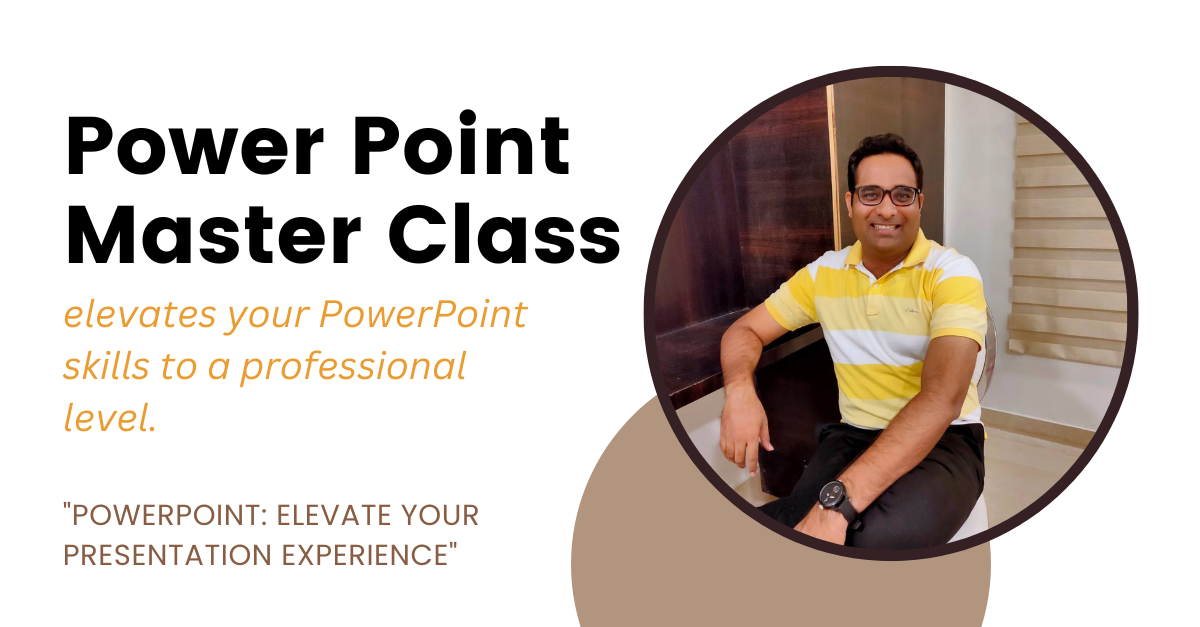 Power Point
Master Class
elevates your PowerPoint
skills to a professional
level.
"POWERPOINT: ELEVATE YOUR
PRESENTATION EXPERIENCE"